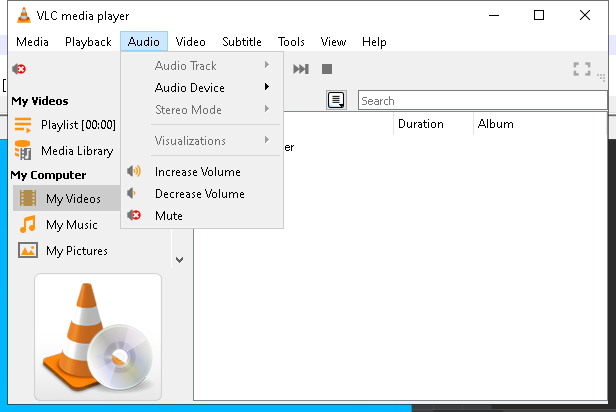 VLC media player
Media Playback Audio Video Subtitle Tools View Help
Audio Track
Audio Device
Stereo Mode
Visualizations
Increase Volume
Decrease Volume
Mute
Search
My Videos
Playlist [00:00]
Media Library
My Computer
My Videos
My Music
My Pictures
Duration Album
er